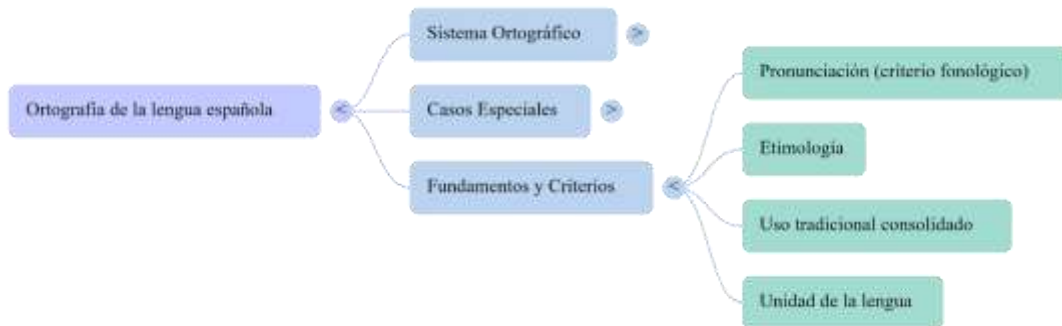 Sistema Ortográfico
>
Pronunciación (criterio fonológico)
Ortografía de la lengua española
<
Casos Especiales
>
Etimología
Fundamentos y Criterios
<
Uso tradicional consolidado
Unidad de la lengua